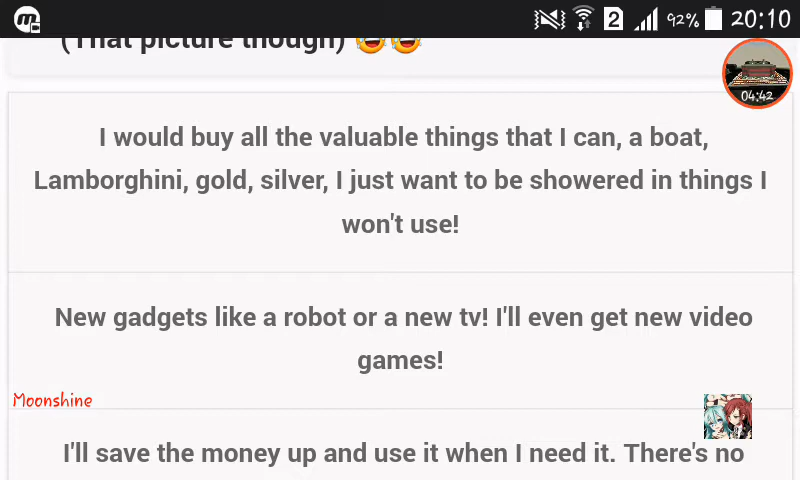 2 92% 20:10
(That picture though) 😂😂
04:42
I would buy all the valuable things that I can, a boat,
Lamborghini, gold, silver, I just want to be showered in things I
won't use!
New gadgets like a robot or a new tv! I'll even get new video
games!
Moonshine
I'll save the money up and use it when I need it. There's no